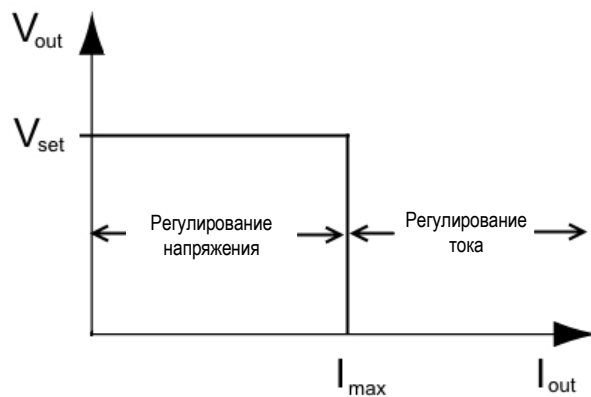 Vout
Vset
Регулирование
напряжения
Регулирование
тока
Imax
Iout